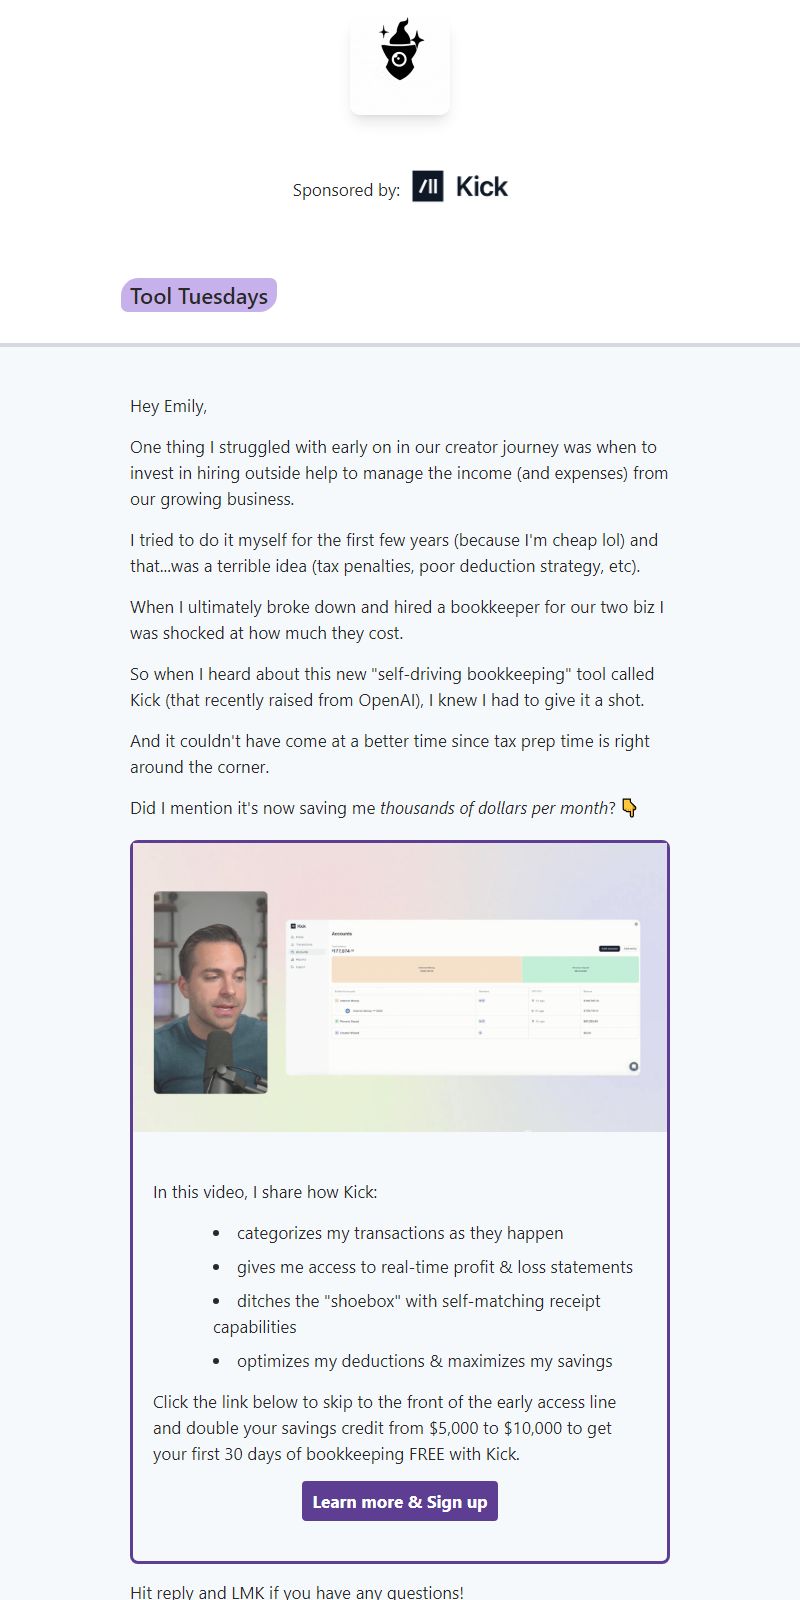 Sponsored by: Kick
Tool Tuesdays
Hey Emily,
One thing I struggled with early on in our creator journey was when to
invest in hiring outside help to manage the income (and expenses) from
our growing business.
I tried to do it myself for the first few years (because I'm cheap lol) and
that...was a terrible idea (tax penalties, poor deduction strategy, etc).
When I ultimately broke down and hired a bookkeeper for our two biz I
was shocked at how much they cost.
So when I heard about this new "self-driving bookkeeping" tool called
Kick (that recently raised from OpenAI), I knew I had to give it a shot.
And it couldn't have come at a better time since tax prep time is right
around the corner.
Did I mention it's now saving me thousands of dollars per month? 👇
Kick
Accounts
In this video, I share how Kick:
• categorizes my transactions as they happen
• gives me access to real-time profit & loss statements
• ditches the "shoebox" with self-matching receipt
capabilities
• optimizes my deductions & maximizes my savings
Click the link below to skip to the front of the early access line
and double your savings credit from $5,000 to $10,000 to get
your first 30 days of bookkeeping FREE with Kick.
Learn more & Sign up
Hit reply and LMK if you have any questions!